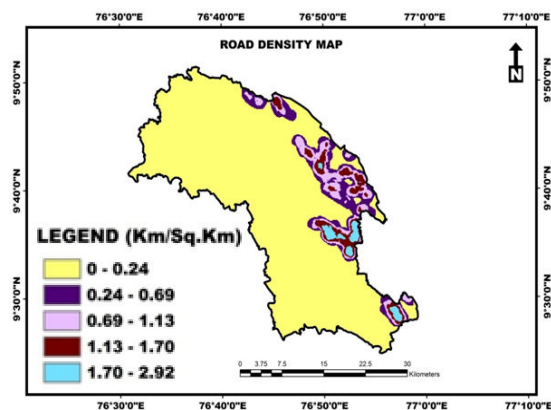 76°30'0"E 76°40'0"E 76°50'0"E 77°0'0"E 77°10'0"E
ROAD DENSITY MAP
N
9°50'0"N 9°50'0"N
9°40'0"N 9°40'0"N
LEGEND (Km/Sq.Km)
0 - 0.24
0.24 - 0.69
9°30'0"N 9°30'0"N
0.69 - 1.13
1.13 - 1.70
1.70 - 2.92
0 3.75 7.5 15 22.5 30
Kilometers
76°30'0"E 76°40'0"E 76°50'0"E 77°0'0"E 77°10'0"E